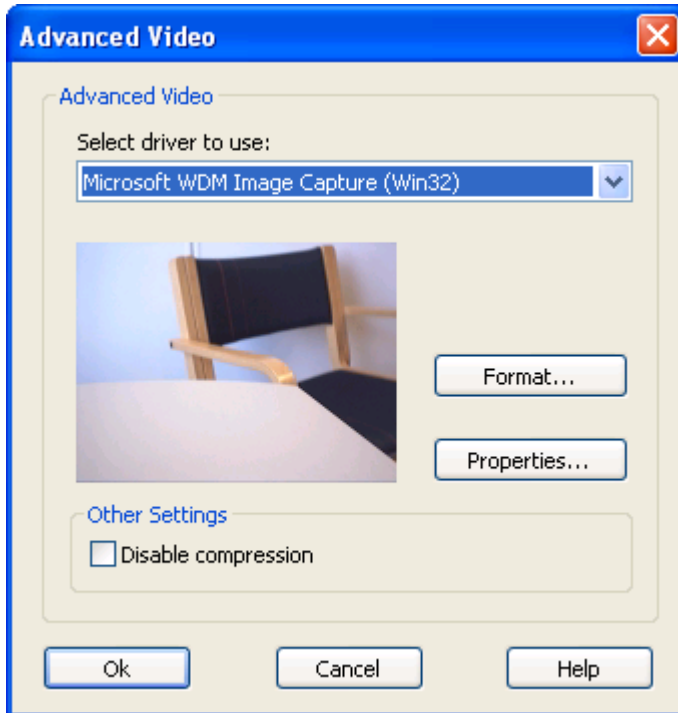 Advanced Video
Advanced Video
Select driver to use:
Microsoft WDM Image Capture (Win32)
Format...
Properties...
Other Settings
Disable compression
Ok
Cancel
Help